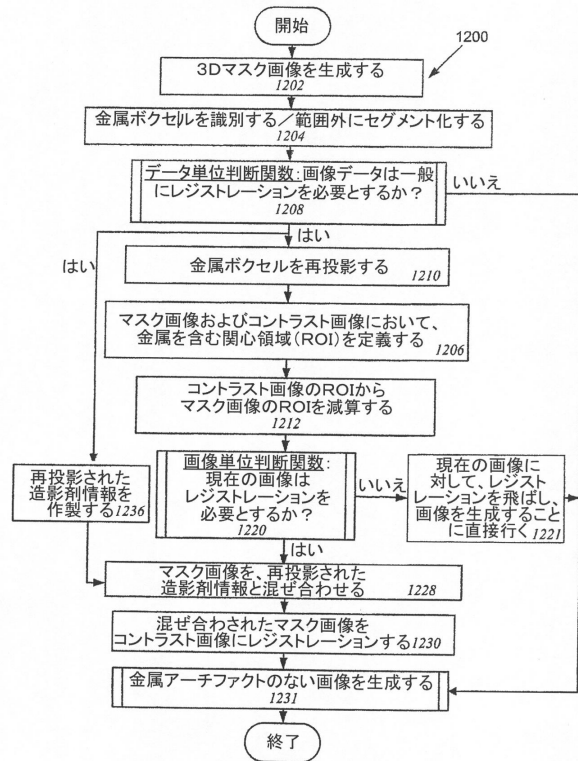 開始
1200
3Dマスク画像を生成する
1202
金属ボクセルを識別する／範囲外にセグメント化する
1204
データ単位判断関数:画像データは一般
にレジストレーションを必要とするか？
1208
いいえ
はい
はい
金属ボクセルを再投影する
1210
マスク画像およびコントラスト画像において、
金属を含む関心領域(ROI)を定義する
1206
コントラスト画像のROIから
マスク画像のROIを減算する
1212
画像単位判断関数:
現在の画像は
レジストレーションを
必要とするか？
1220
いいえ
現在の画像に
対して、レジスト
レーションを飛ばし、
画像を生成すること
に直接行く 1221
再投影された
造影剤情報を
作製する 1236
はい
マスク画像を、再投影された
造影剤情報と混ぜ合わせる 1228
混ぜ合わされたマスク画像を
コントラスト画像にレジストレーションする 1230
金属アーチファクトのない画像を生成する
1231
終了